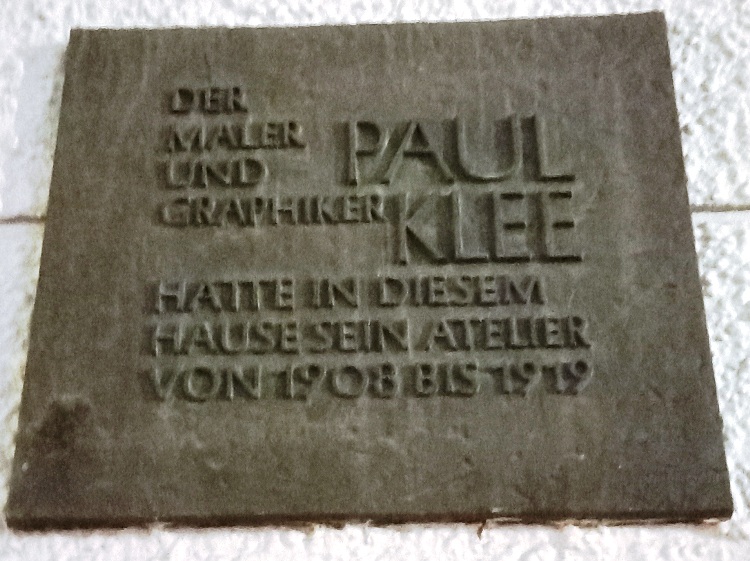 DER
MALER
UND
GRAPHIKER
PAUL
KLEE
HATTE IN DIESEM
HAUSE SEIN ATELIER
VON 1908 BIS 1919